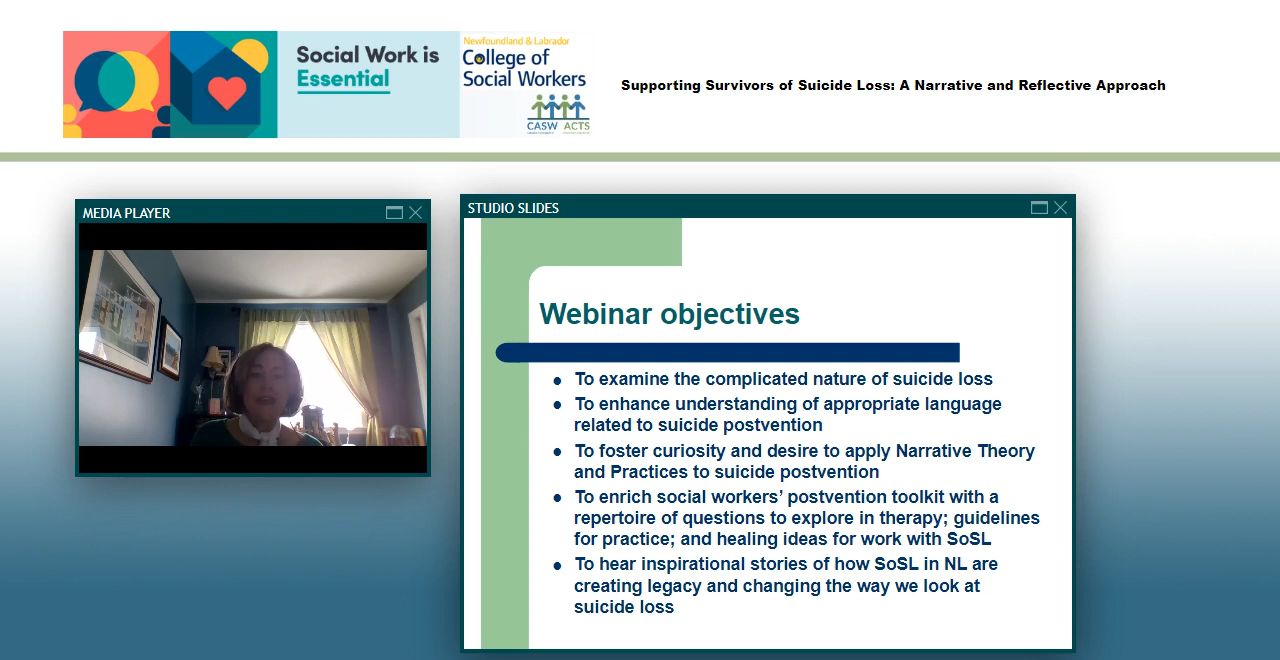 Social Work is
Essential
Newfoundland & Labrador
College of
Social Workers
CASW ACTS
Supporting Survivors of Suicide Loss: A Narrative and Reflective Approach
MEDIA PLAYER
STUDIO SLIDES
Webinar objectives
● To examine the complicated nature of suicide loss
● To enhance understanding of appropriate language
related to suicide postvention
● To foster curiosity and desire to apply Narrative Theory
and Practices to suicide postvention
● To enrich social workers’ postvention toolkit with a
repertoire of questions to explore in therapy; guidelines
for practice; and healing ideas for work with SoSL
● To hear inspirational stories of how SoSL in NL are
creating legacy and changing the way we look at
suicide loss